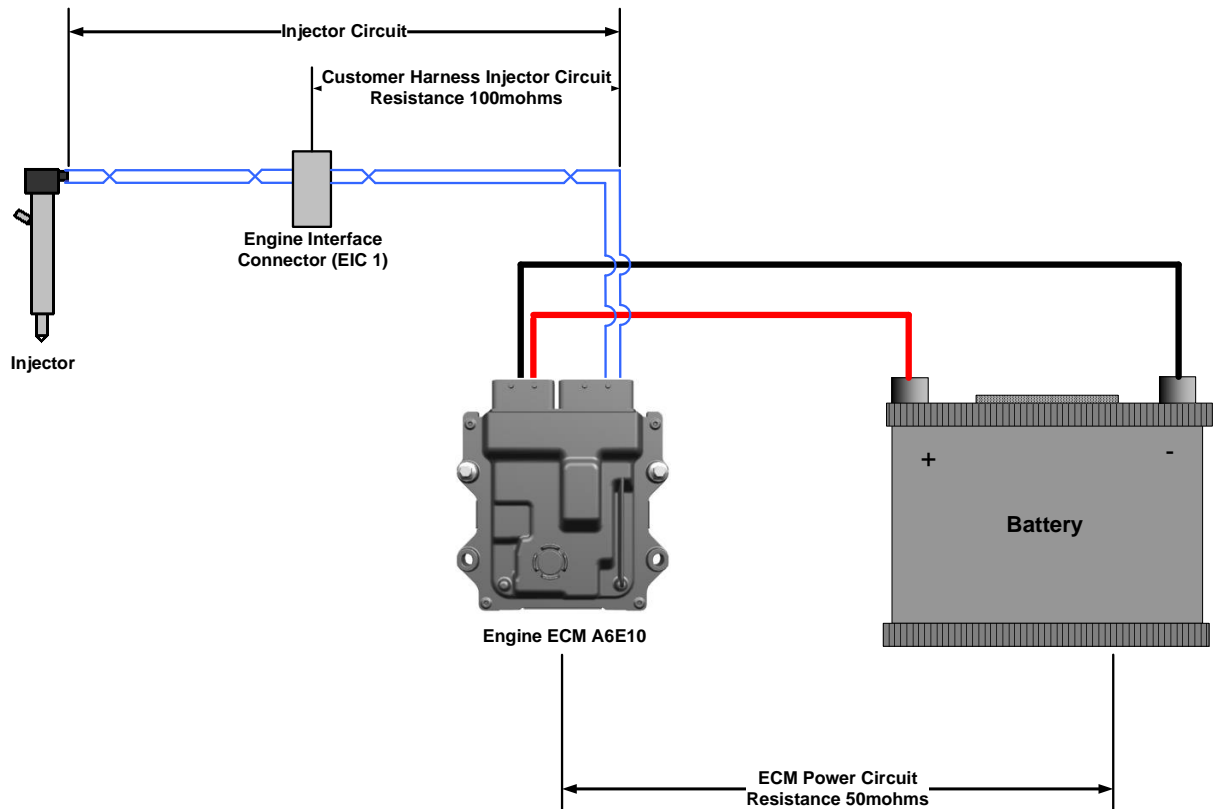 Injector Circuit
Customer Harness Injector Circuit
Resistance 100mohms
Engine Interface
Connector (EIC 1)
Injector
+
-
Battery
Engine ECM A6E10
ECM Power Circuit
Resistance 50mohms